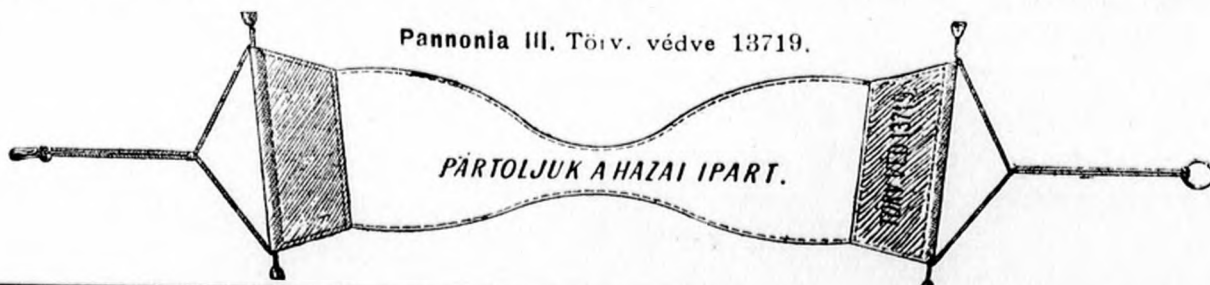 Pannonia III. Törv. védve 13719.
PÁRTOLJUK A HAZAI IPART.
TÖRV. VÉD 13719